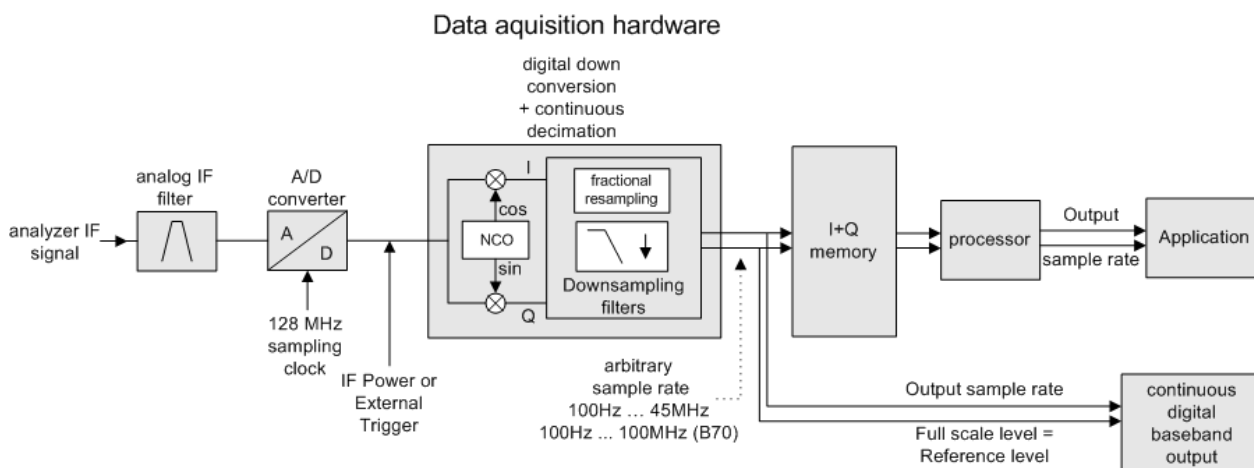 Data aquisition hardware
digital down
conversion
+ continuous
decimation
analyzer IF
signal
analog IF
filter
A/D
converter
A
D
128 MHz
sampling
clock
IF Power or
External
Trigger
I
cos
NCO
sin
Q
fractional
resampling
Downsampling
filters
arbitrary
sample rate
100Hz … 45MHz
100Hz ... 100MHz (B70)
I+Q
memory
processor
Output
sample rate
Application
Output sample rate
Full scale level =
Reference level
continuous
digital
baseband
output